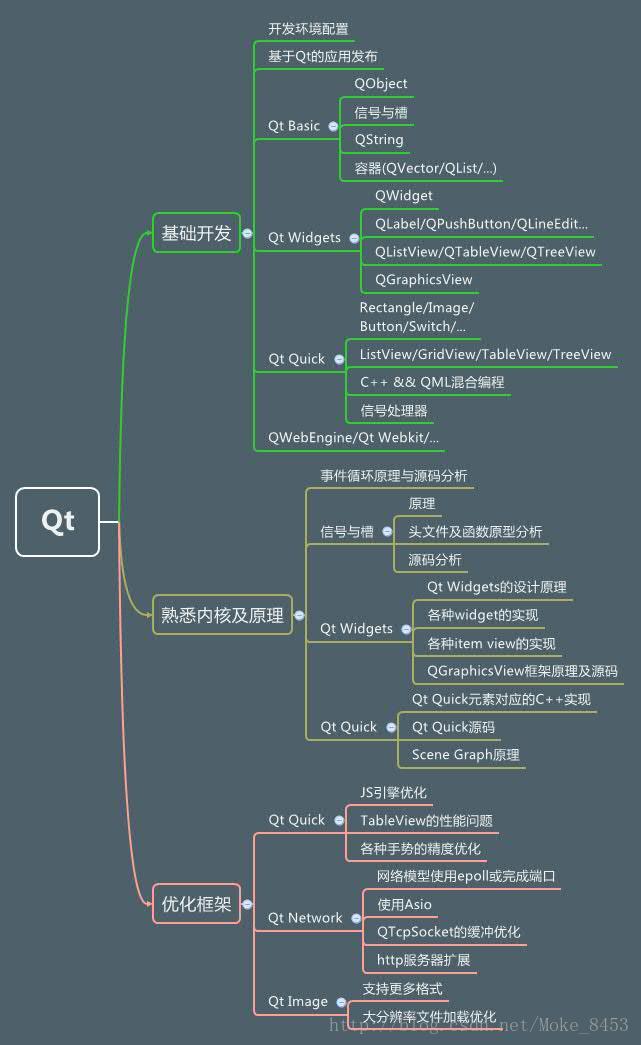 开发环境配置
基于Qt的应用发布
QObject
信号与槽
Qt Basic
QString
容器(QVector/QList/...)
QWidget
QLabel/QPushButton/QLineEdit...
基础开发
Qt Widgets
QListView/QTableView/QTreeView
QGraphicsView
Rectangle/Image/
Button/Switch/...
Qt Quick
ListView/GridView/TableView/TreeView
C++ && QML混合编程
信号处理器
QWebEngine/Qt Webkit/...
Qt
事件循环原理与源码分析
原理
信号与槽
头文件及函数原型分析
源码分析
Qt Widgets的设计原理
熟悉内核及原理
各种widget的实现
Qt Widgets
各种item view的实现
QGraphicsView框架原理及源码
Qt Quick元素对应的C++实现
Qt Quick
Qt Quick源码
Scene Graph原理
JS引擎优化
Qt Quick
TableView的性能问题
各种手势的精度优化
网络模型使用epoll或完成端口
优化框架
使用Asio
Qt Network
QTcpSocket的缓冲优化
http服务器扩展
支持更多格式
Qt Image
大分辨率文件加载优化
http://blog.csdn.net/Moke_8453